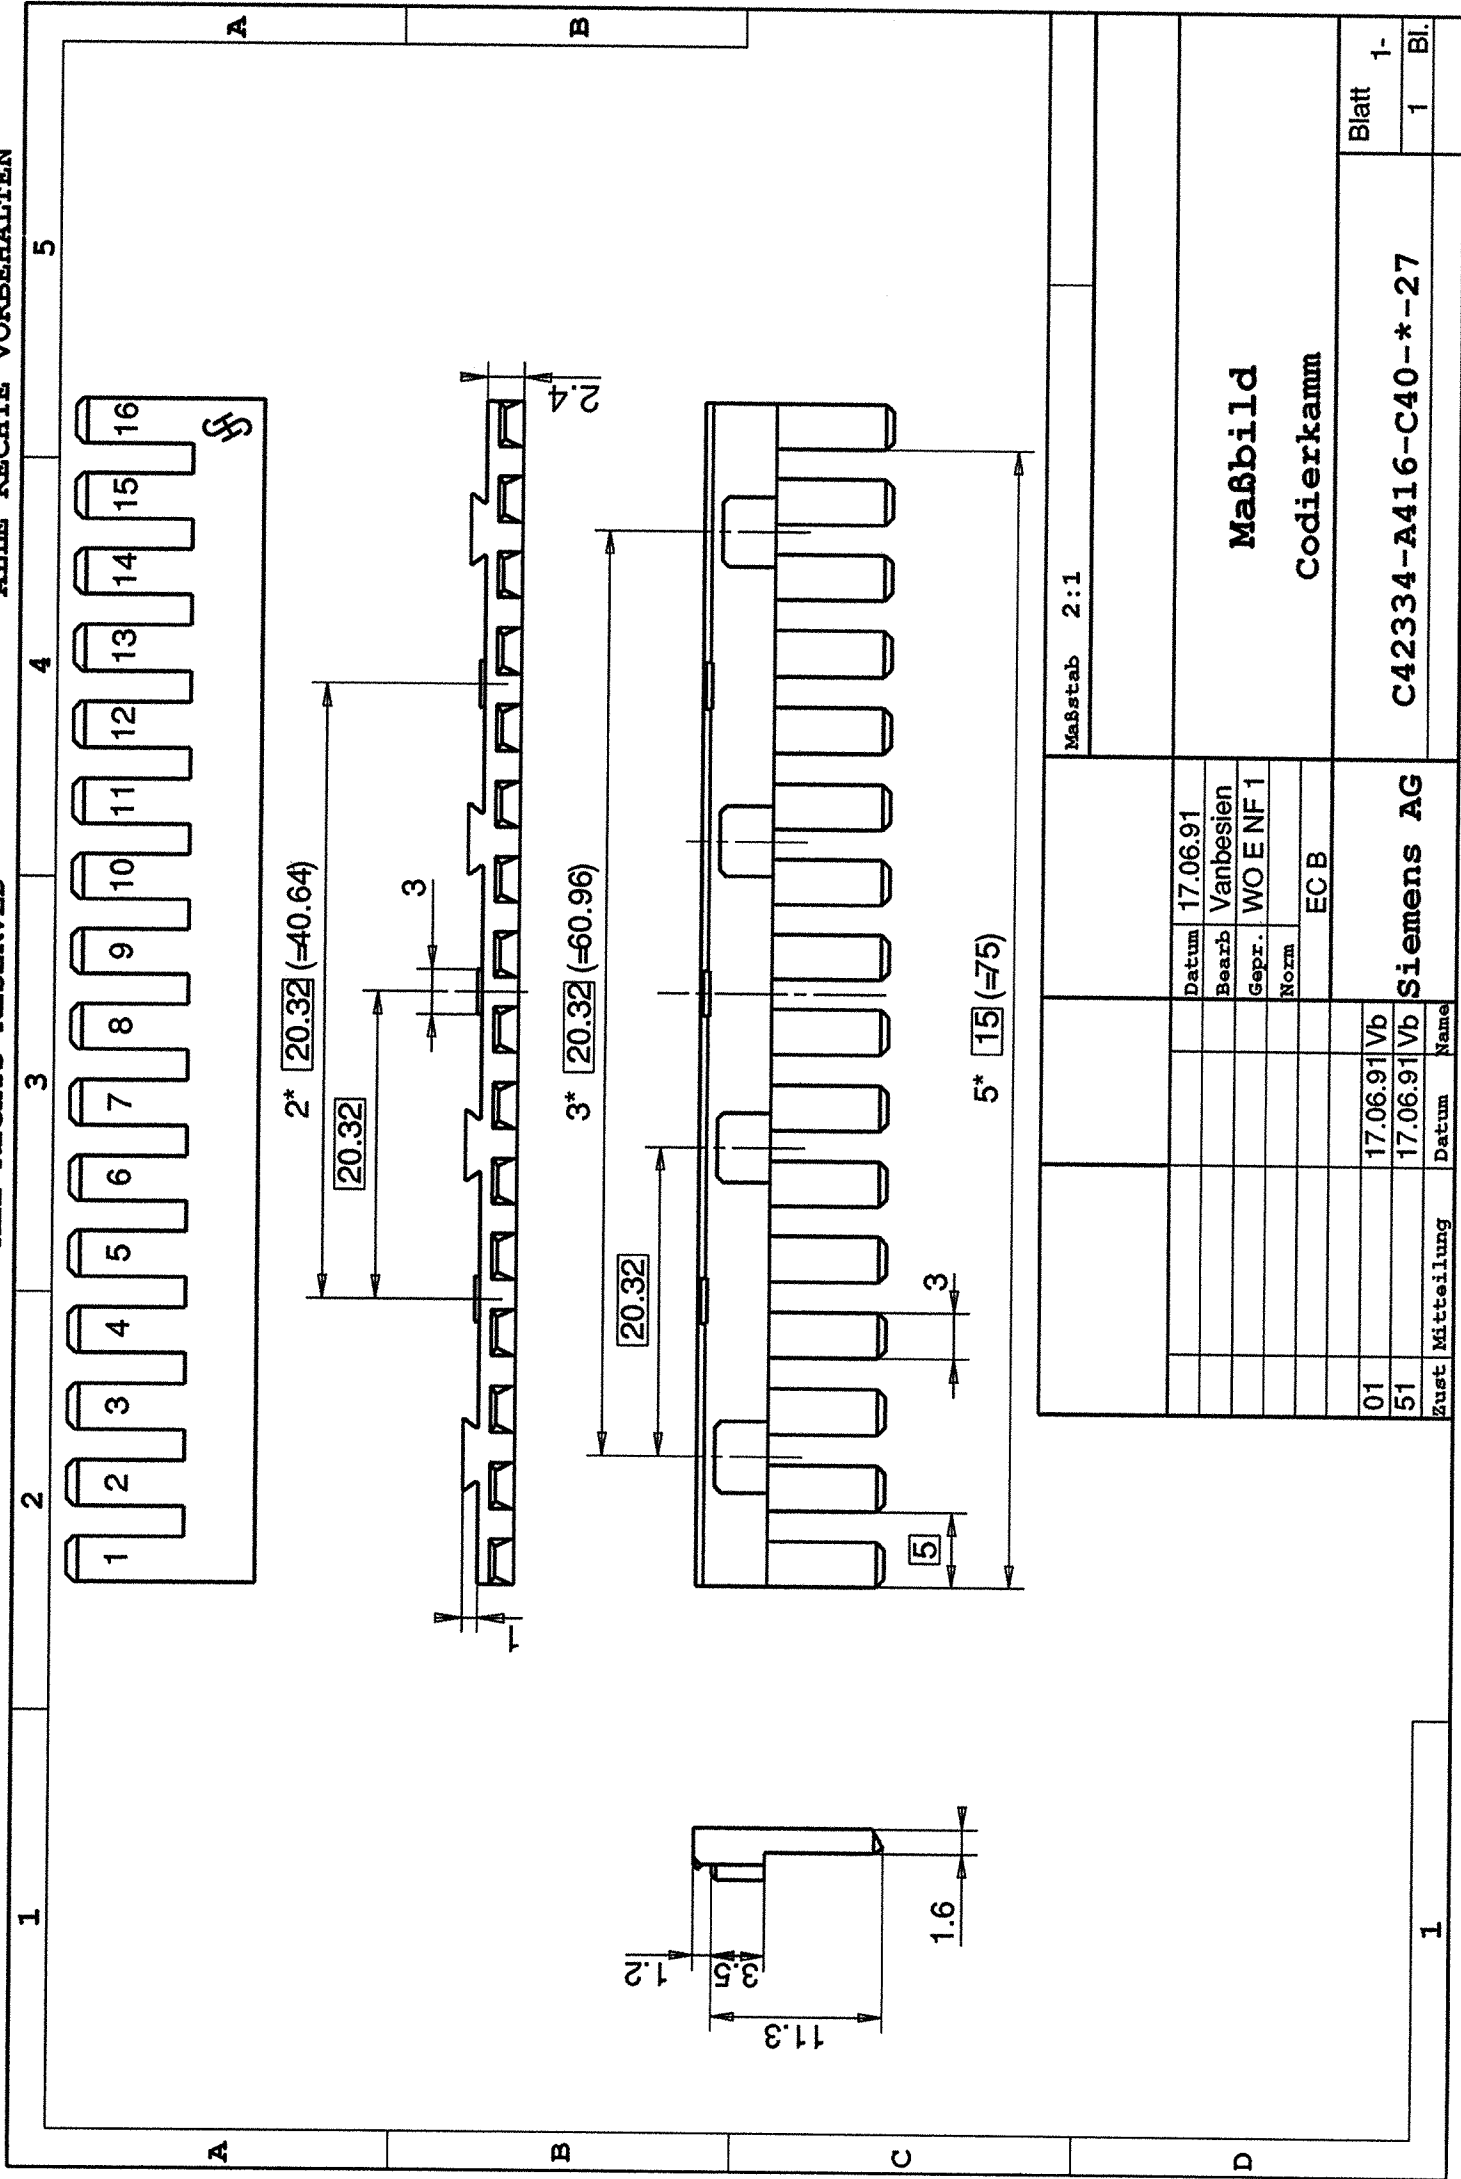 ALLE RECHTE VORBEHALTEN
1 2 3 4 5
A
B
C
D
A
B
1
1 2 3 4 5 6 7 8 9 10 11 12 13 14 15 16
2* 20.32 (=40.64)
20.32
3
1
2.4
3* 20.32 (=60.96)
20.32
3
5
5* 15 (=75)
1.2
3.5
11.3
1.6
Maßstab 2:1
Datum 17.06.91
Bearb Vanbesien
Gepr. WO E NF 1
Norm
EC B
Maßbild
Codierkamm
01 17.06.91 Vb
51 17.06.91 Vb
Zust Mitteilung Datum Name
Siemens AG
C42334-A416-C40-*-27
Blatt
1-
1 Bl.